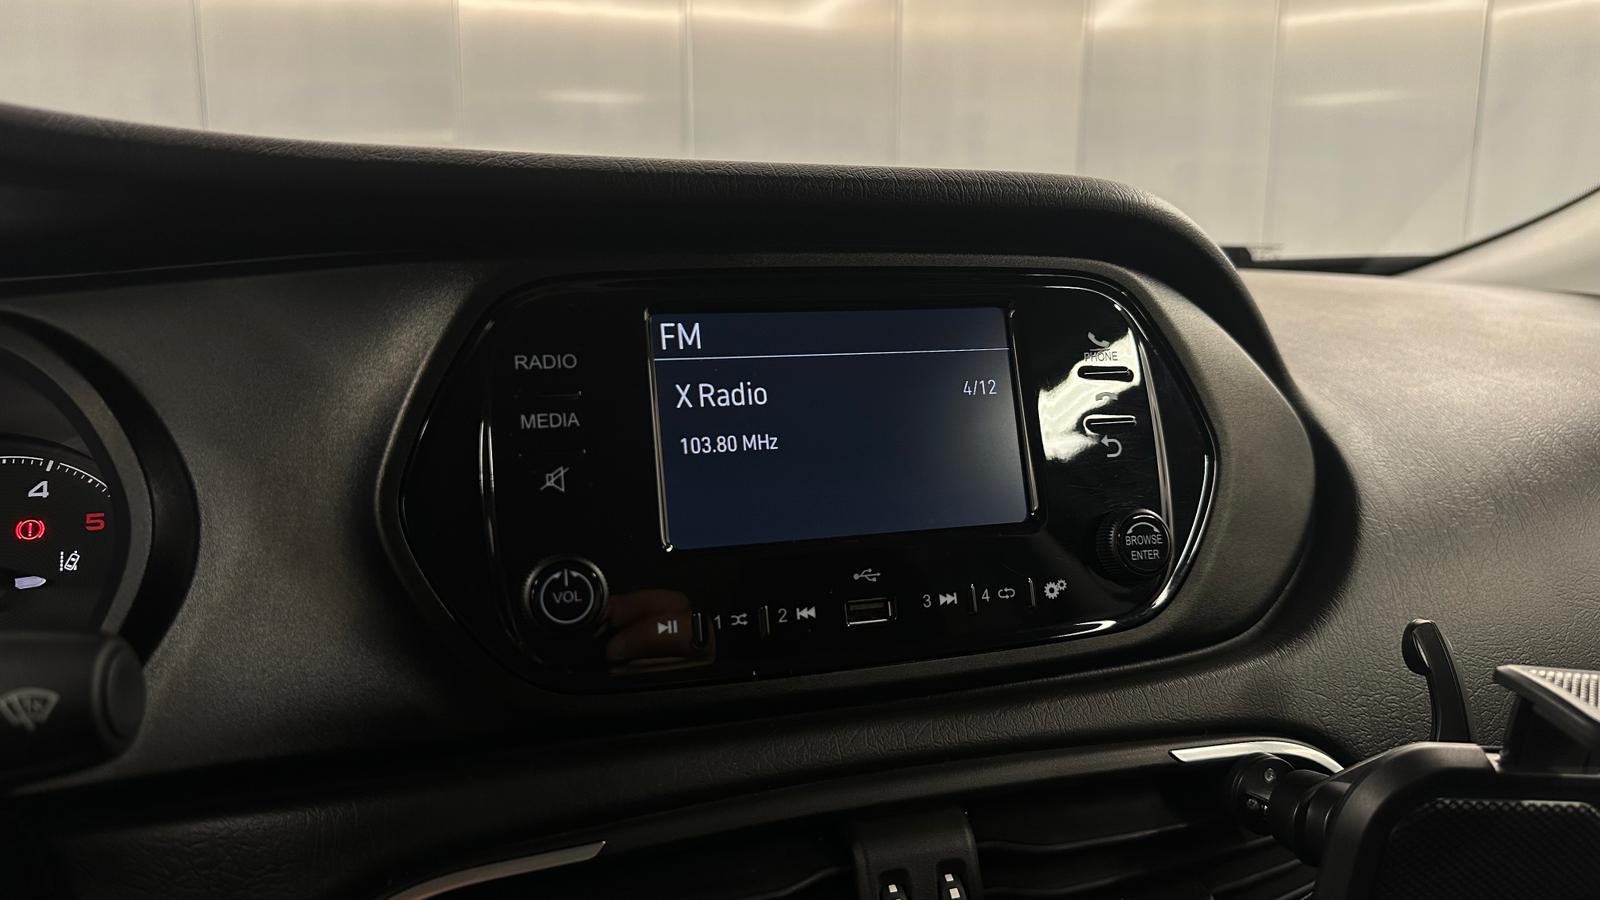 FM
X Radio
4/12
103.80 MHz
RADIO
MEDIA
VOL
1
2
3
4
PHONE
BROWSE
ENTER
4
5